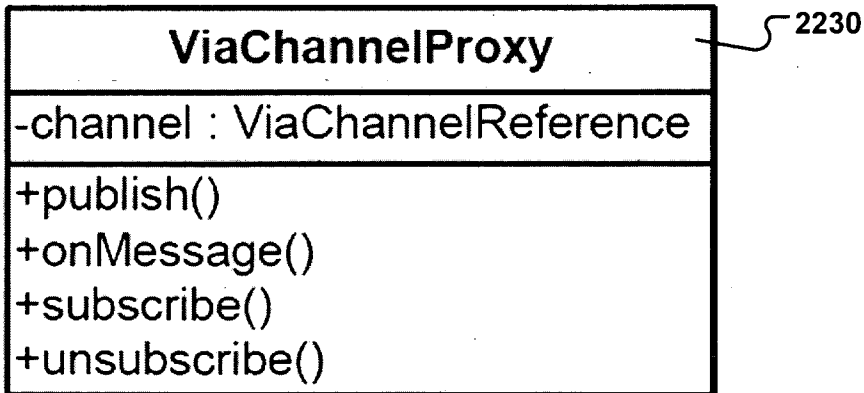 ViaChannelProxy
2230
-channel : ViaChannelReference
+publish()
+onMessage()
+subscribe()
+unsubscribe()